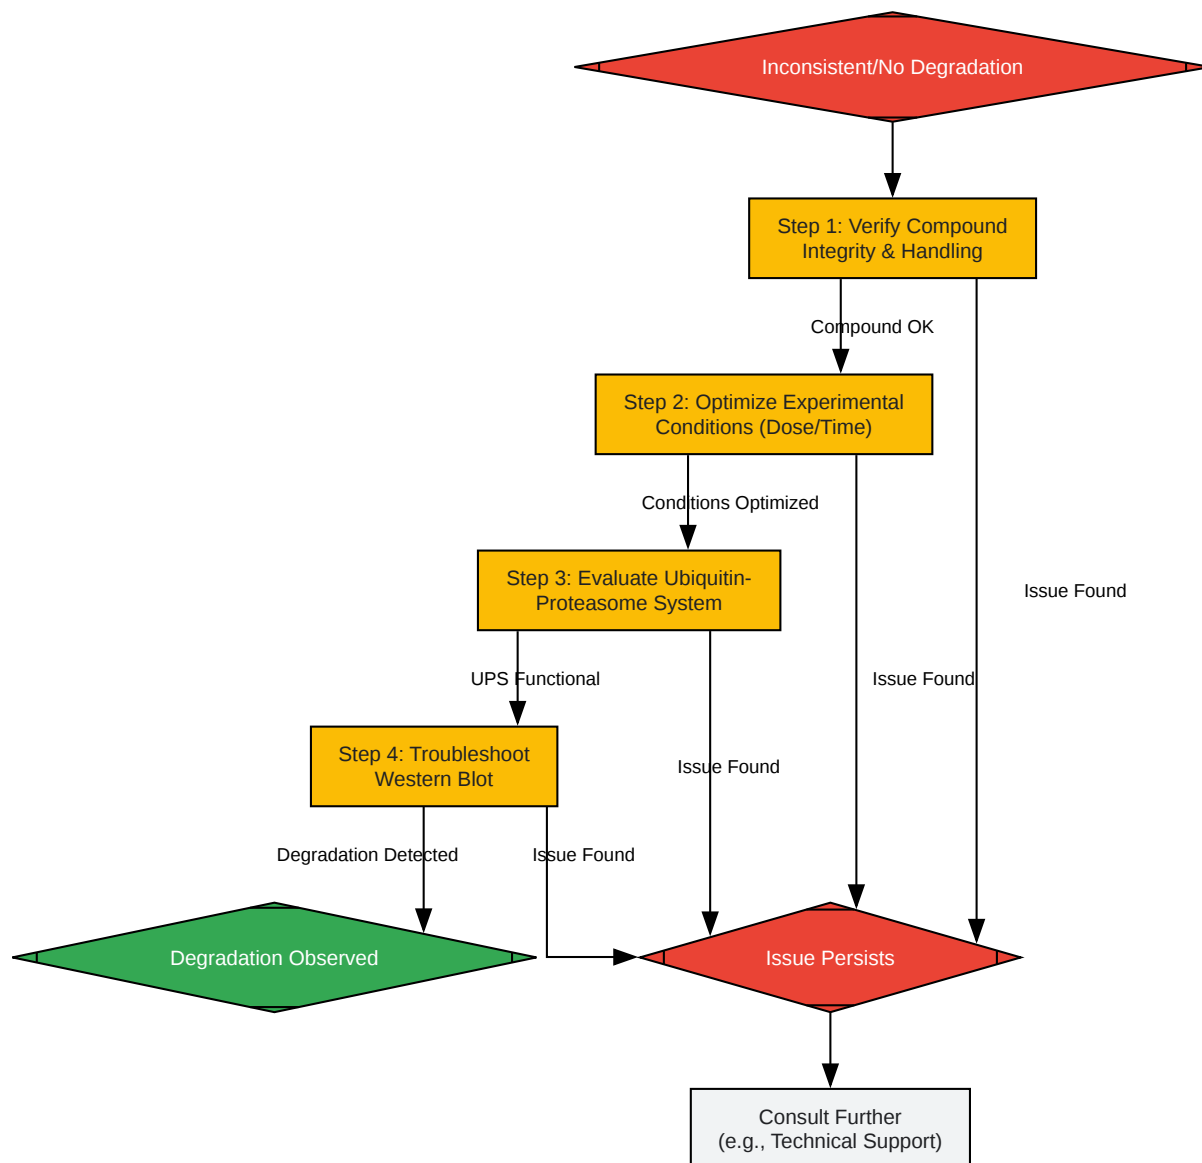 Inconsistent/No Degradation
Step 1: Verify Compound
Integrity & Handling
Compound OK
Step 2: Optimize Experimental
Conditions (Dose/Time)
Conditions Optimized
Step 3: Evaluate Ubiquitin-
Proteasome System
Issue Found
UPS Functional
Issue Found
Step 4: Troubleshoot
Western Blot
Issue Found
Degradation Detected
Issue Found
Degradation Observed
Issue Persists
Consult Further
(e.g., Technical Support)